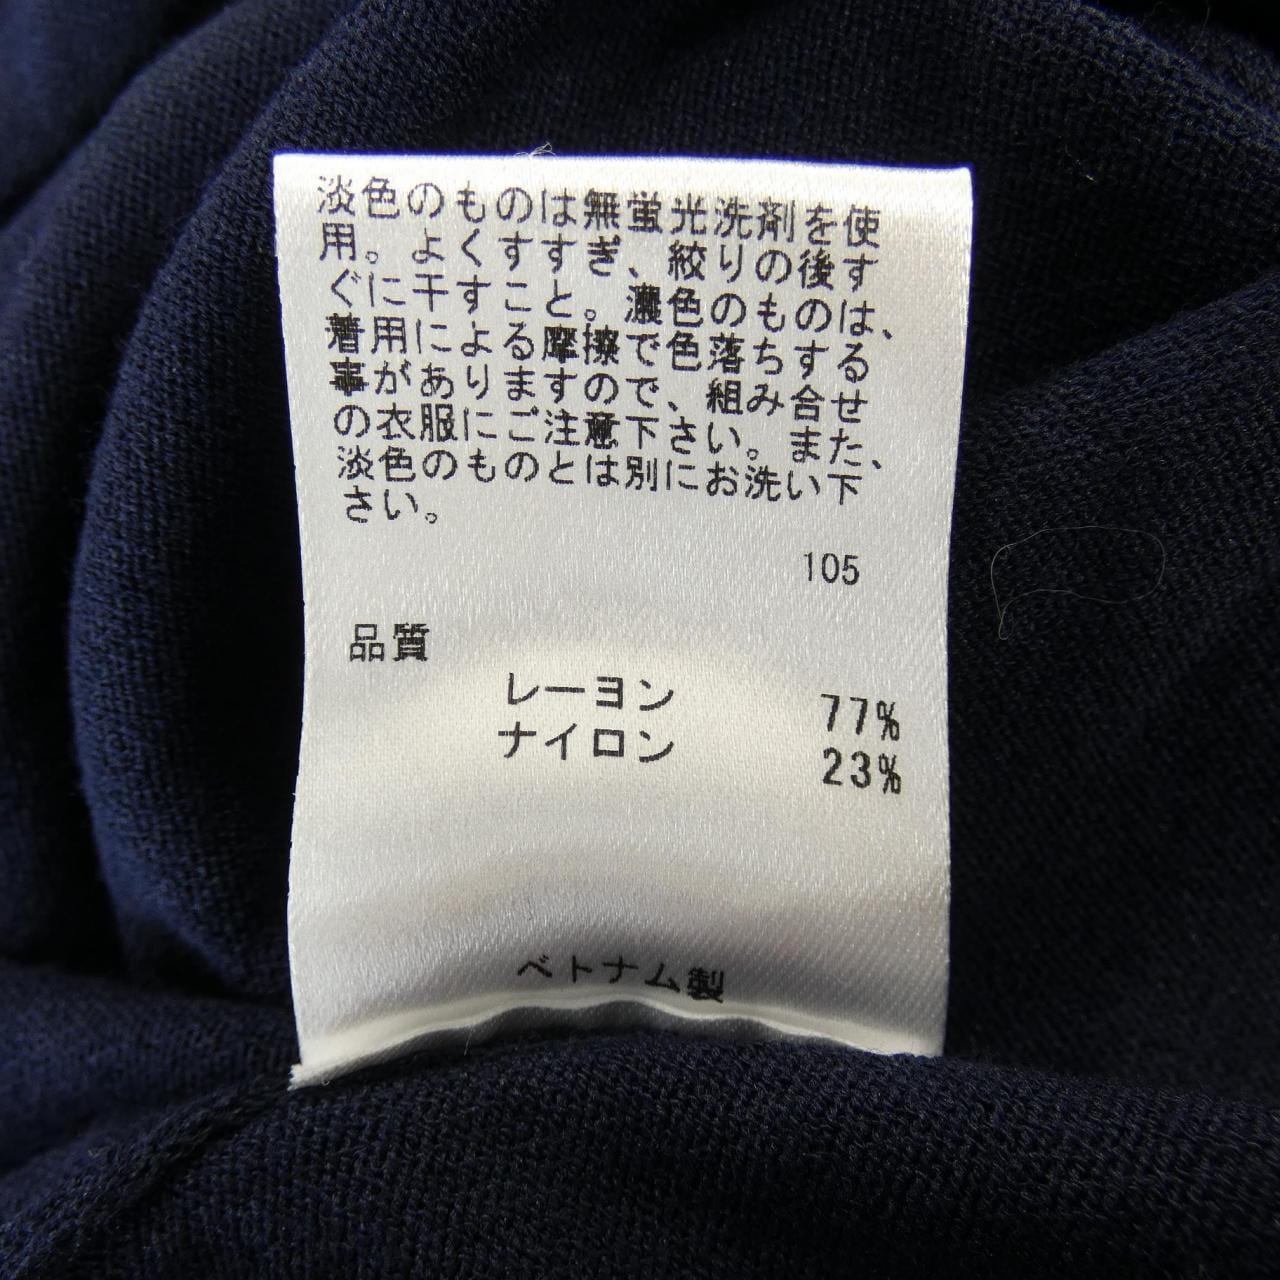 淡色のものは無蛍光洗剤を使
用。よくすすぎ、絞りの後す
ぐに干すこと。濃色のものは、
着用による摩擦で色落ちする
事がありますので、組み合せ
の衣服にご注意下さい。また、
淡色のものとは別にお洗い下
さい。
105
品質
レーヨン 77%
ナイロン 23%
ベトナム製